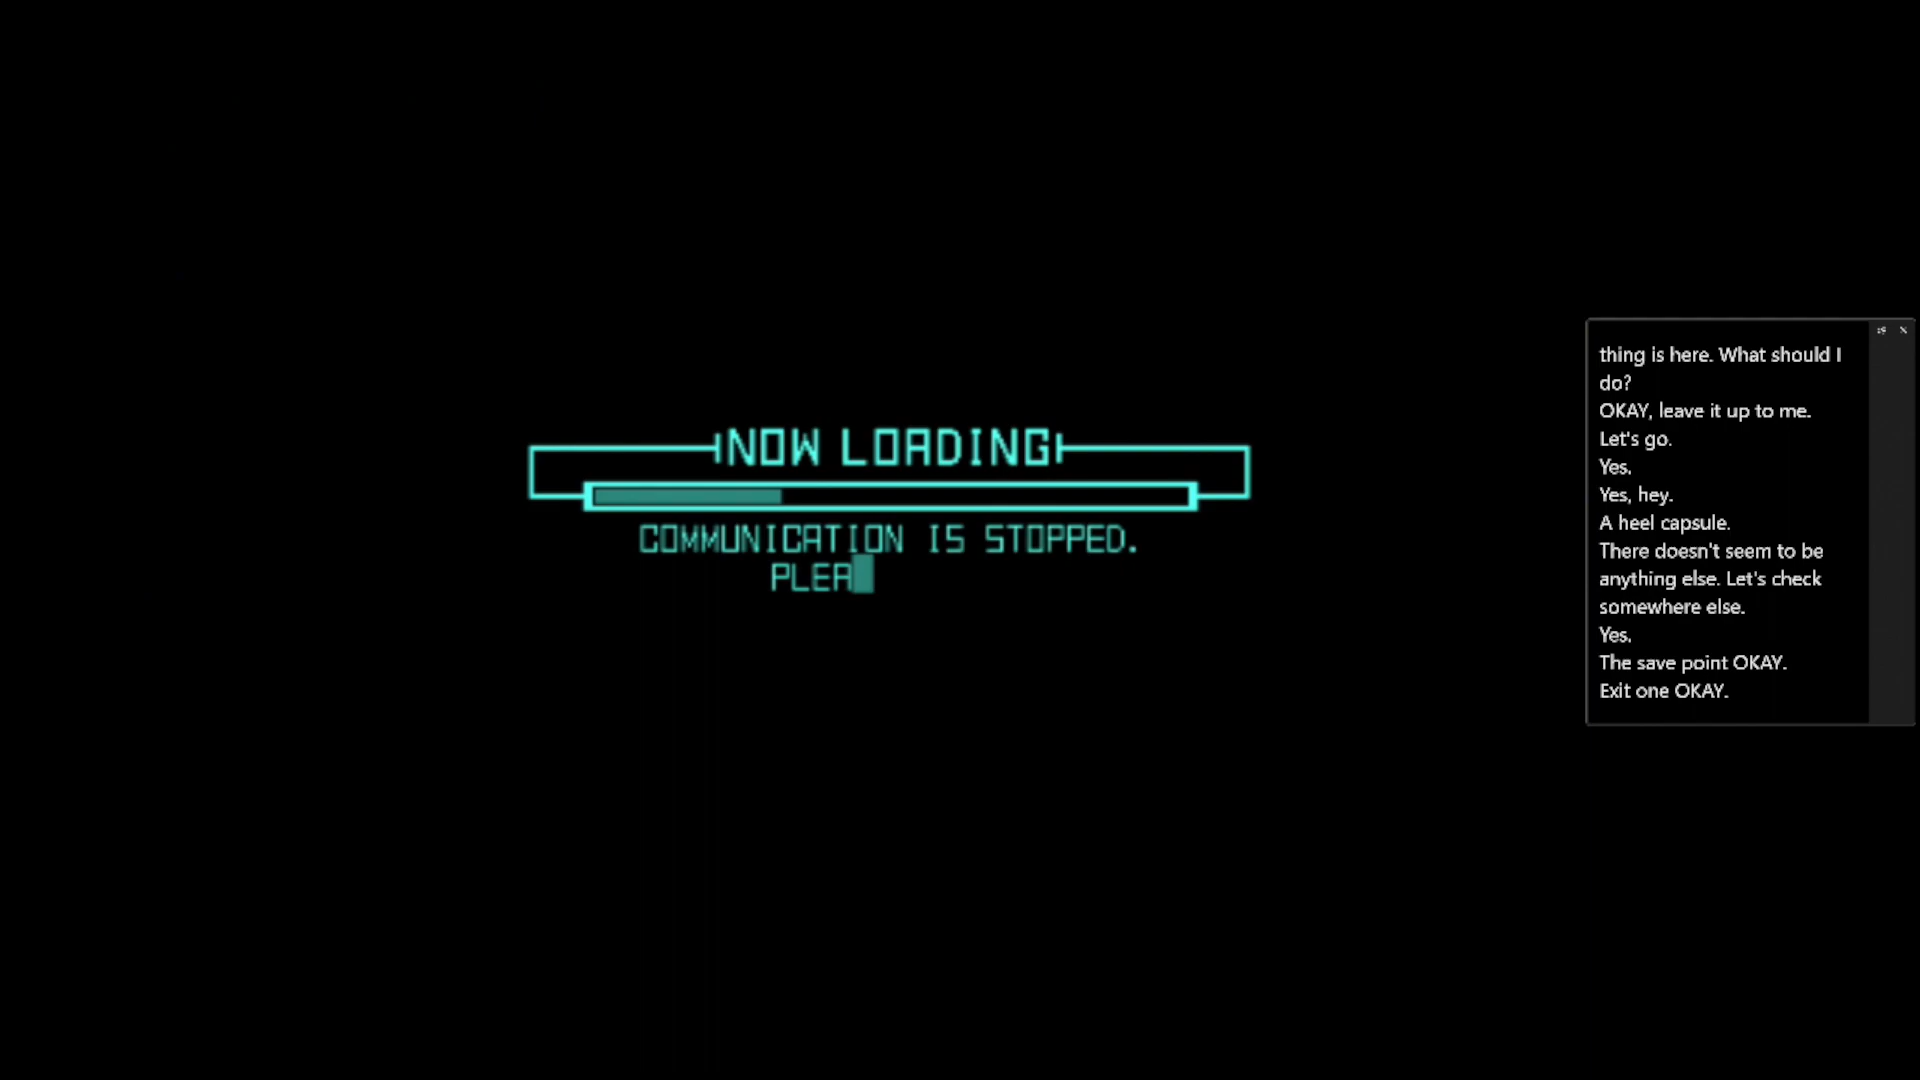 NOW LOADING
COMMUNICATION IS STOPPED.
PLEA
thing is here. What should I
do?
OKAY, leave it up to me.
Let's go.
Yes.
Yes, hey.
A heel capsule.
There doesn't seem to be
anything else. Let's check
somewhere else.
Yes.
The save point OKAY.
Exit one OKAY.